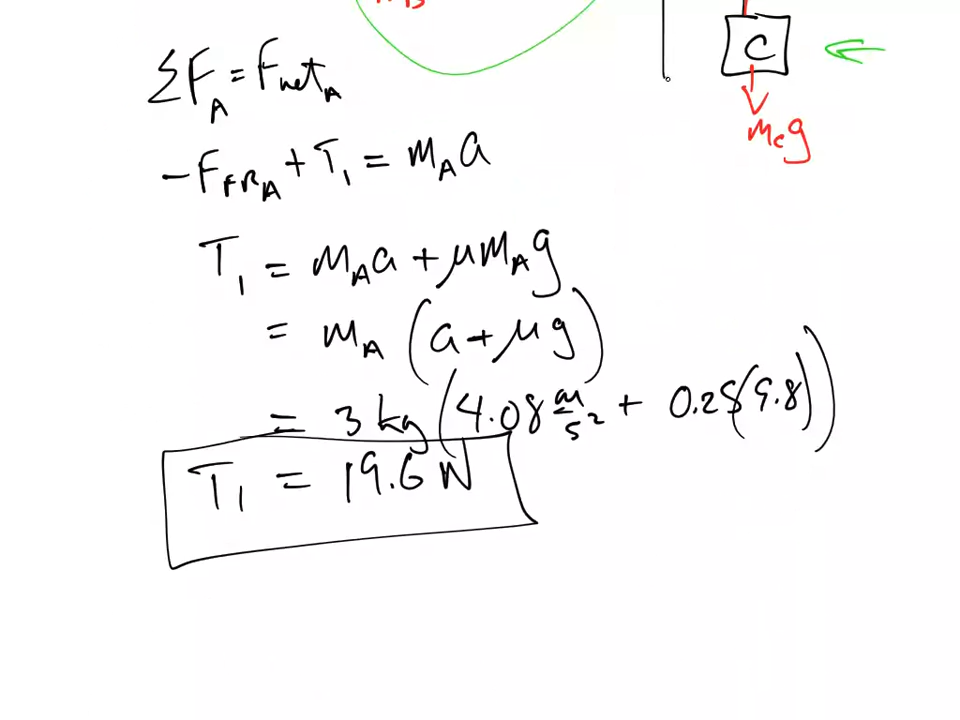 C
m_C g
ΣF_A = F_net_A
-F_FR_A + T_1 = m_A a
T_1 = m_A a + μ m_A g
= m_A (a + μg)
= 3 kg (4.08 m/s² + 0.25(9.8))
T_1 = 19.6 N